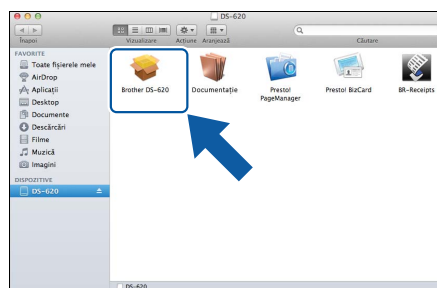 DS-620
Înapoi
Vizualizare
Acțiune
Aranjează
Căutare
FAVORITE
Toate fișierele mele
AirDrop
Aplicații
Desktop
Documente
Descărcări
Filme
Muzică
Imagini
DISPOZITIVE
DS-620
Brother DS-620
Documentație
Presto!
PageManager
Presto! BizCard
BR-Receipts
DS-620